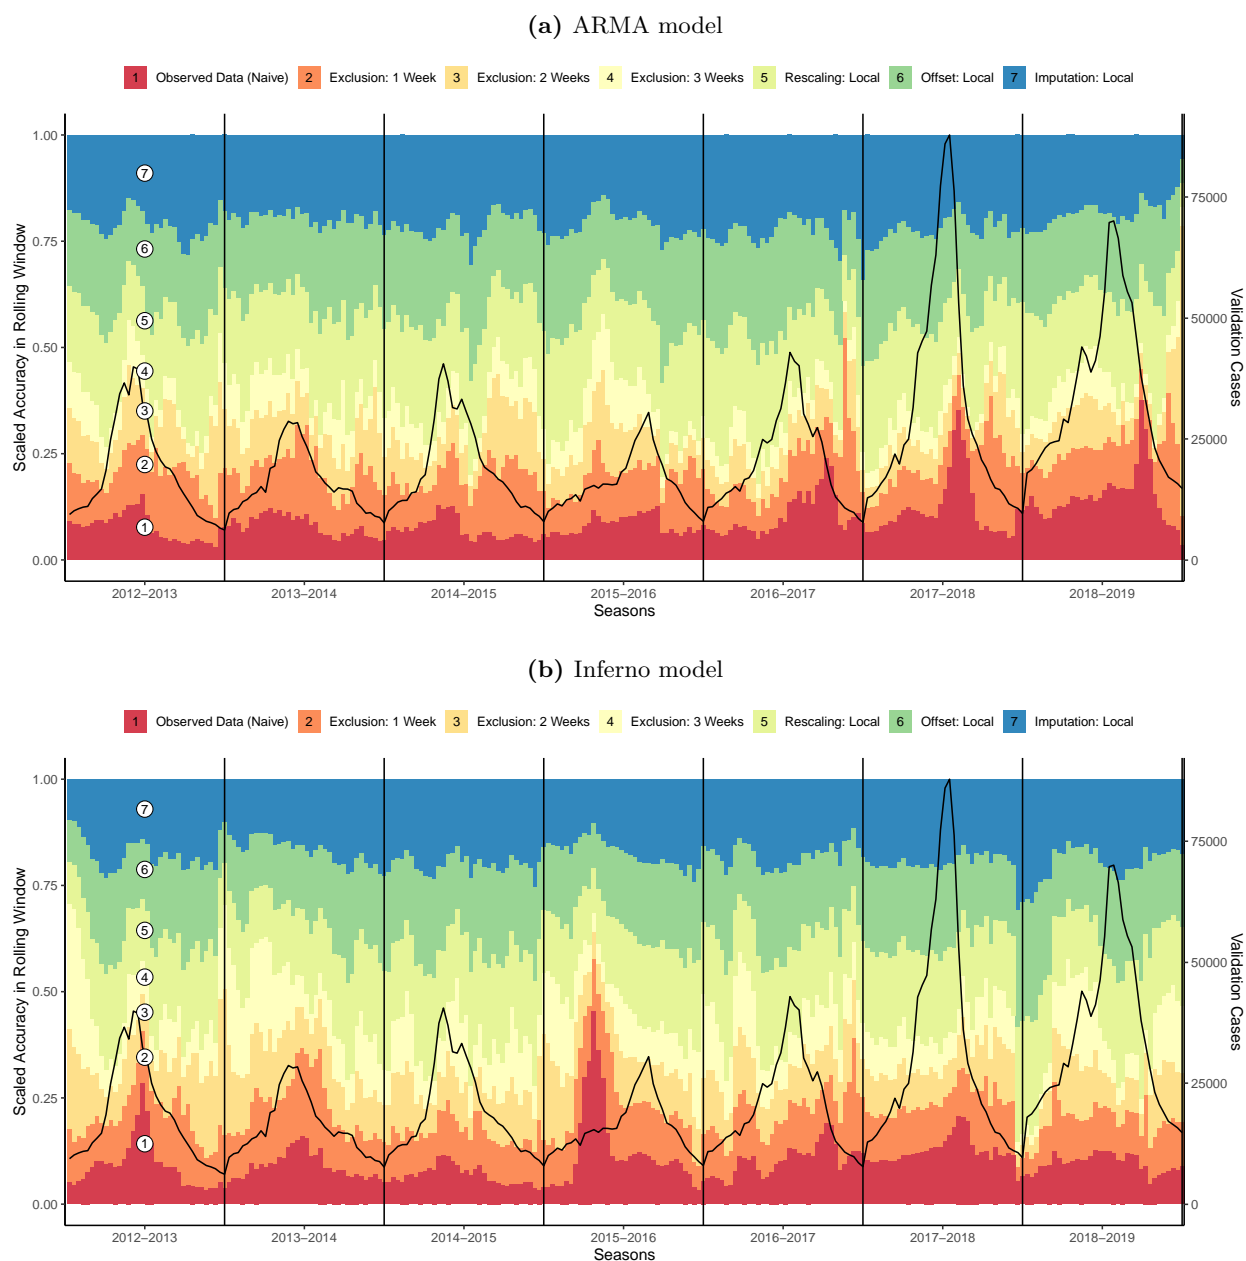 (a) ARMA model
1 Observed Data (Naive) 2 Exclusion: 1 Week 3 Exclusion: 2 Weeks 4 Exclusion: 3 Weeks 5 Rescaling: Local 6 Offset: Local 7 Imputation: Local
Scaled Accuracy in Rolling Window
1.00
0.75
0.50
0.25
0.00
7
6
5
4
3
2
1
75000
50000
25000
0
Validation Cases
2012–2013 2013–2014 2014–2015 2015–2016 2016–2017 2017–2018 2018–2019
Seasons
(b) Inferno model
1 Observed Data (Naive) 2 Exclusion: 1 Week 3 Exclusion: 2 Weeks 4 Exclusion: 3 Weeks 5 Rescaling: Local 6 Offset: Local 7 Imputation: Local
Scaled Accuracy in Rolling Window
1.00
0.75
0.50
0.25
0.00
7
6
5
4
3
2
1
75000
50000
25000
0
Validation Cases
2012–2013 2013–2014 2014–2015 2015–2016 2016–2017 2017–2018 2018–2019
Seasons